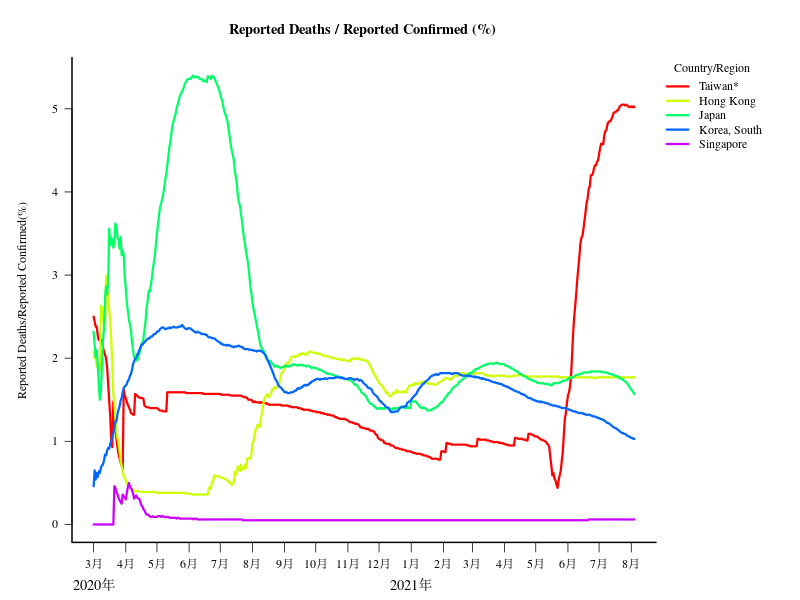 Reported Deaths / Reported Confirmed (%)
Country/Region
Taiwan*
Hong Kong
Japan
Korea, South
Singapore
Reported Deaths/Reported Confirmed(%)
5
4
3
2
1
0
3月 4月 5月 6月 7月 8月 9月 10月 11月 12月 1月 2月 3月 4月 5月 6月 7月 8月
2020年 2021年